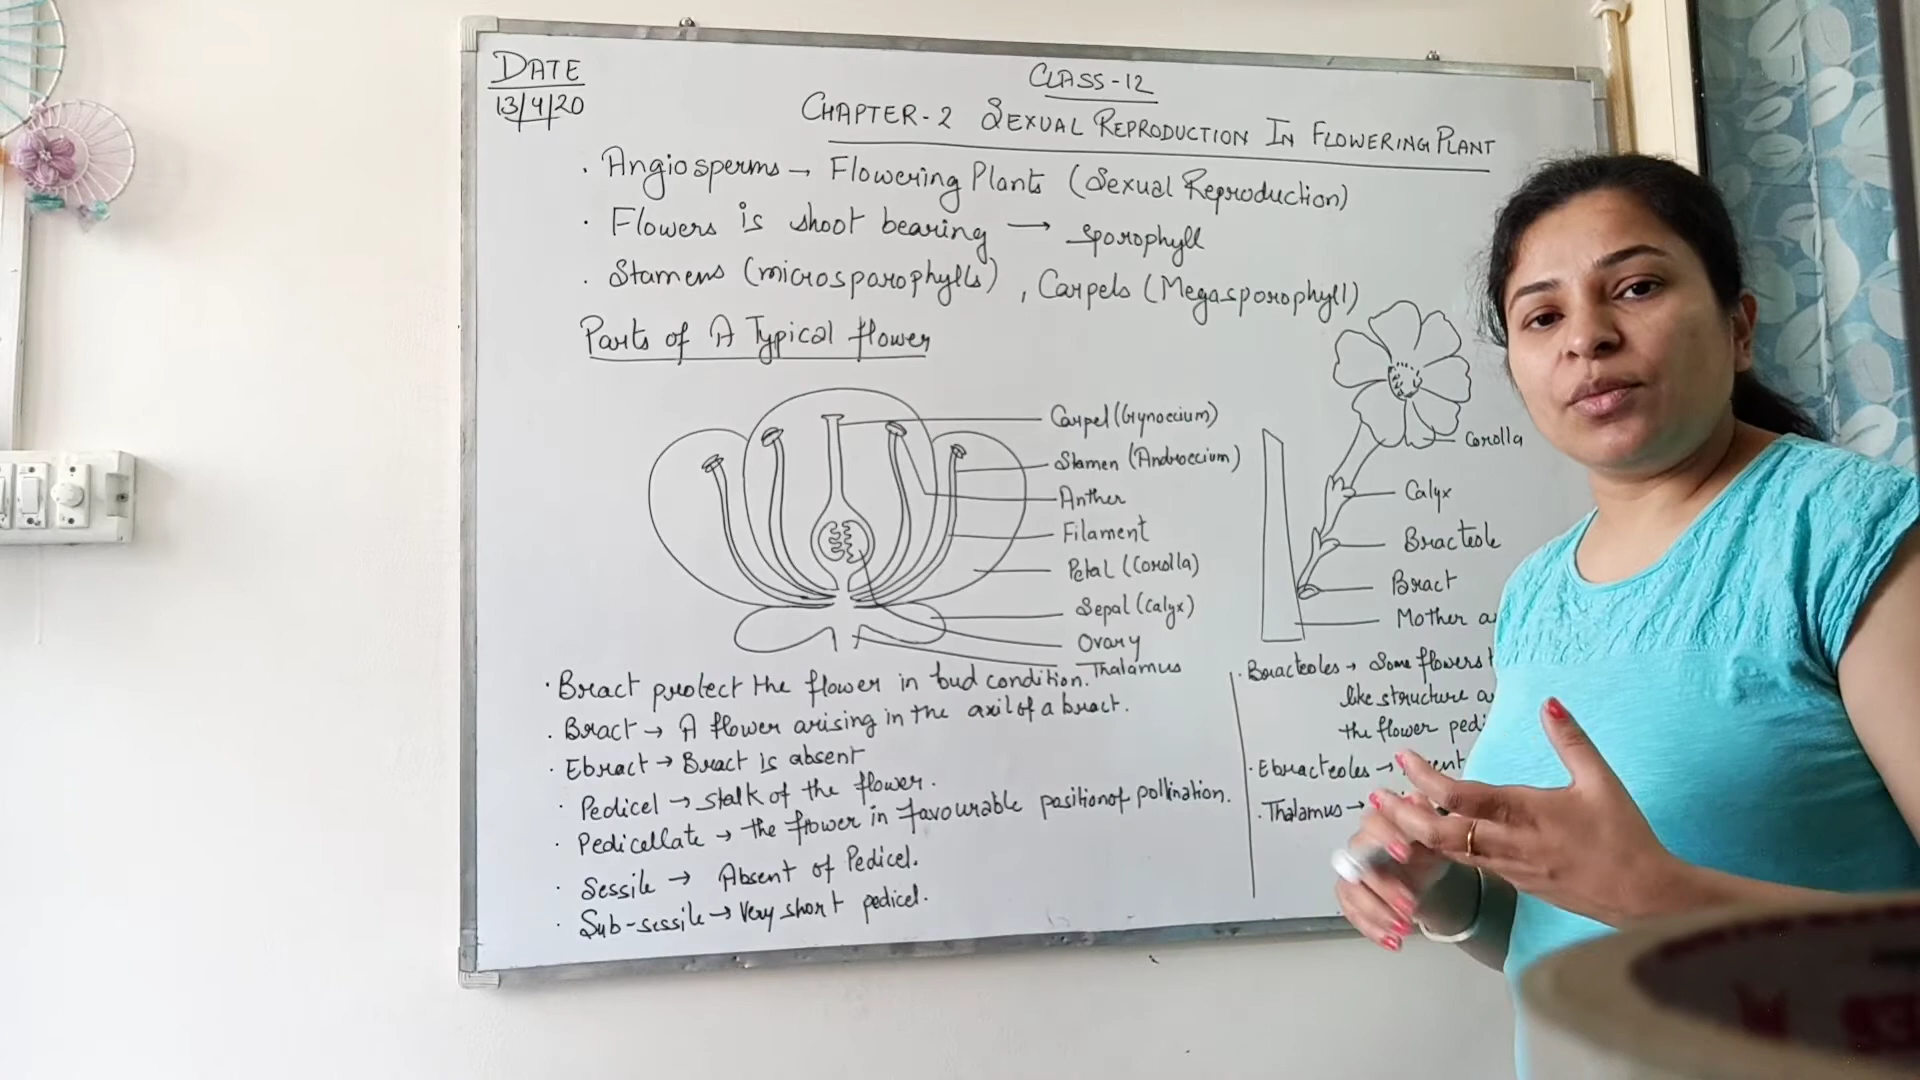 DATE
13/4/20
CLASS-12
CHAPTER-2 SEXUAL REPRODUCTION IN FLOWERING PLANT
· Angiosperms → Flowering Plants (Sexual Reproduction)
· Flowers is shoot bearing → sporophyll
· Stamens (microsporophylls), Carpels (Megasporophyll)
Parts of A Typical flower
Carpel (Gynoecium)
Stamen (Androecium)
Anther
Filament
Petal (Corolla)
Sepal (Calyx)
Ovary
Thalamus
Corolla
Calyx
Bracteole
Bract
Mother
· Bract protect the flower in bud condition.
· Bract → A flower arising in the axil of a bract.
· Ebract → Bract is absent
· Pedicel → stalk of the flower.
· Pedicellate → the flower in favourable position of pollination.
· Sessile → Absent of Pedicel.
· Sub-sessile → Very short pedicel.
· Bracteoles → Some flowers
like structure
the flower
· Ebracteoles →
· Thalamus →